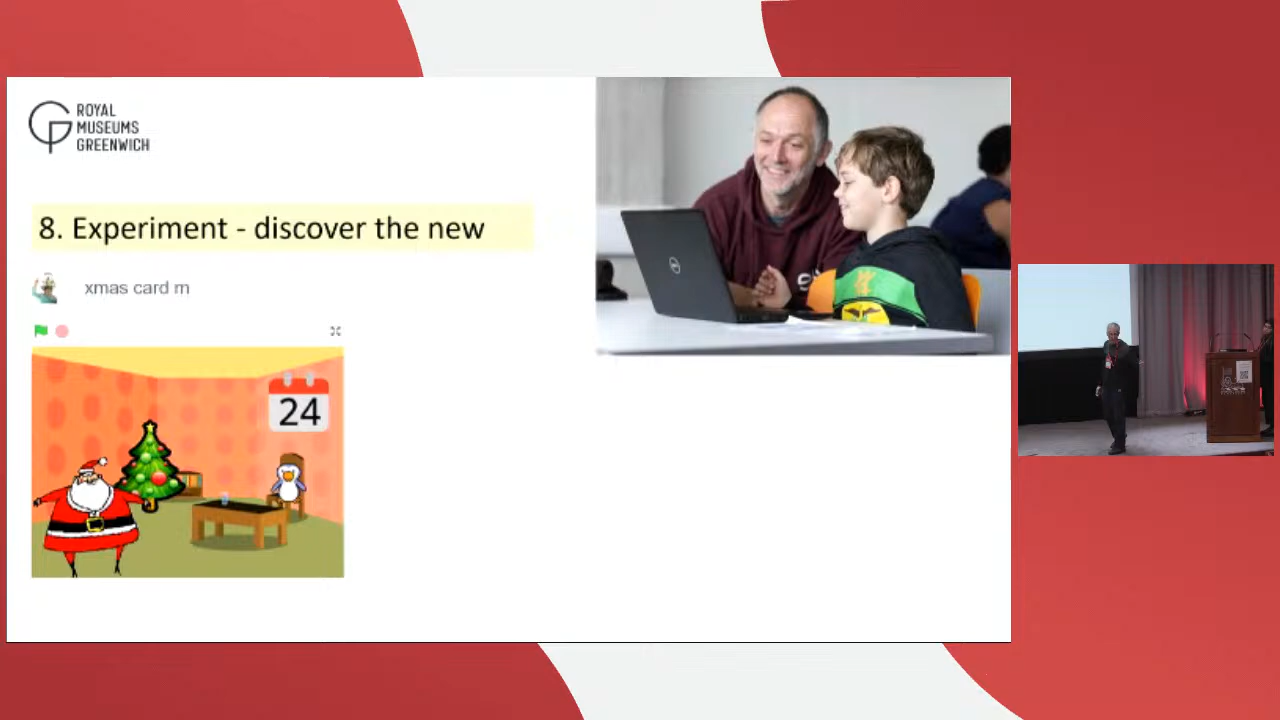 ROYAL
MUSEUMS
GREENWICH
8. Experiment - discover the new
xmas card m
24